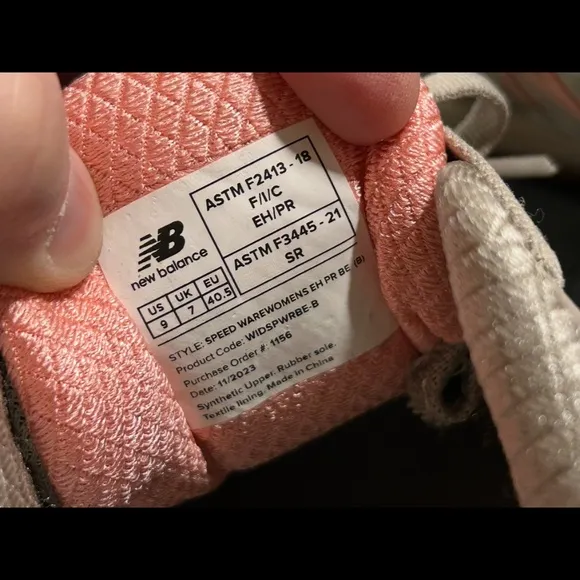 NB
new balance
US UK EU
9 7 40.5
ASTM F2413 - 18
F/I/C
EH/PR
ASTM F3445 - 21
SR
STYLE: SPEED WAREWOMENS EH PR BE. (B)
Product Code: WIDSPWRBE-B
Purchase Order #: 1156
Date: 11/2023
Synthetic Upper. Rubber sole.
Textile lining. Made in China